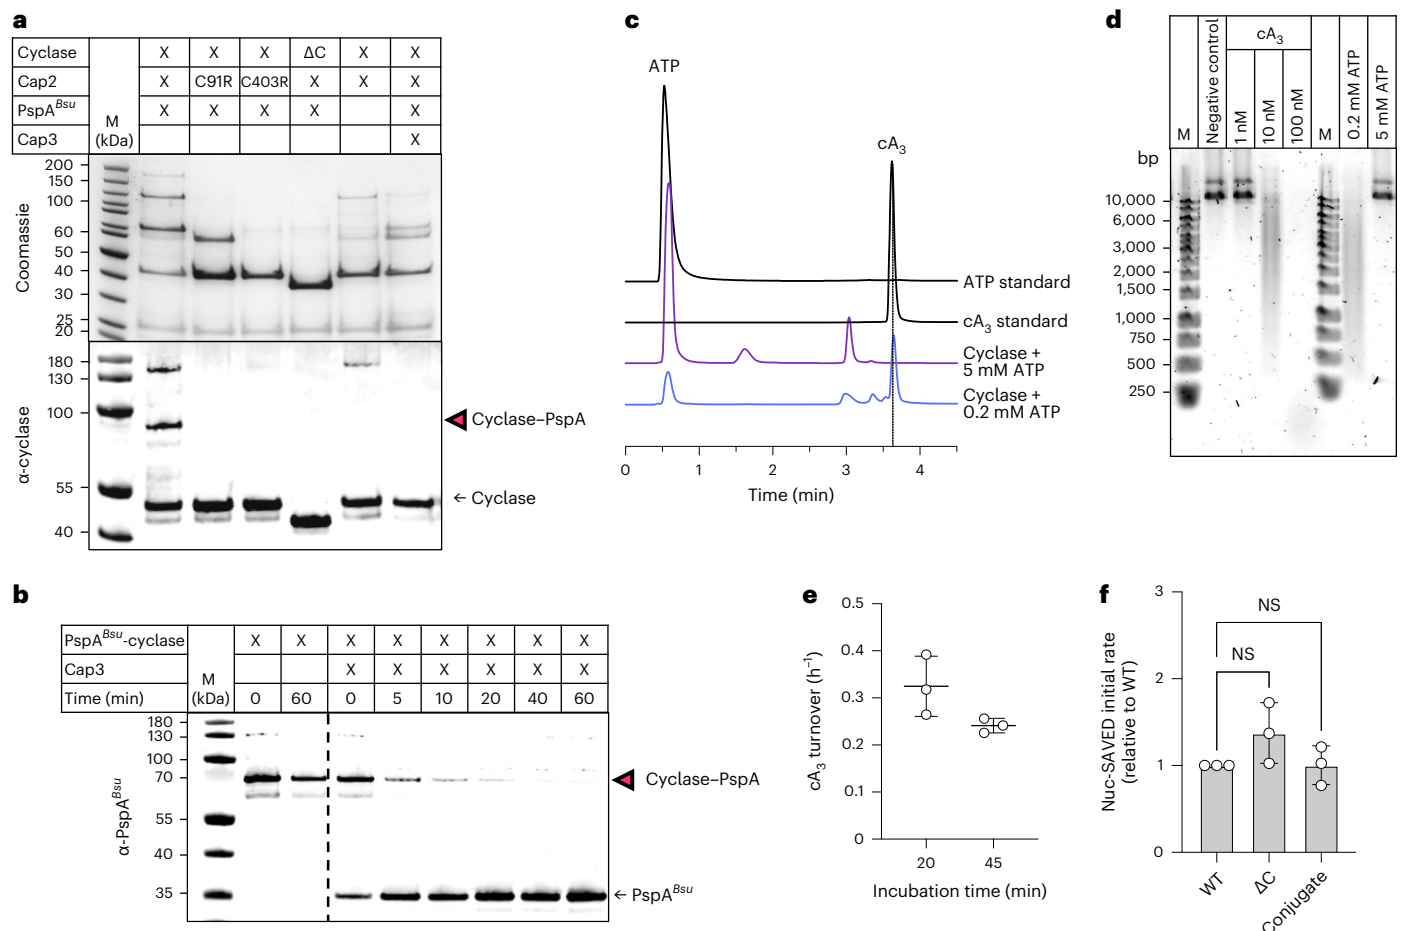 a
Cyclase X X X ΔC X X
Cap2 X C91R C403R X X X
PspA^Bsu X X X X X
Cap3 X
M
(kDa)
200
150
100
60
50
40
30
25
20
Coomassie
180
130
100
55
40
α-cyclase
Cyclase–PspA
← Cyclase
b
PspA^Bsu-cyclase X X X X X X X X
Cap3 X X X X X X
Time (min) 0 60 0 5 10 20 40 60
M
(kDa)
180
130
100
70
55
40
35
α-PspA^Bsu
Cyclase–PspA
← PspA^Bsu
c
ATP
cA₃
ATP standard
cA₃ standard
Cyclase +
5 mM ATP
Cyclase +
0.2 mM ATP
0 1 2 3 4
Time (min)
d
cA₃
M Negative control 1 nM 10 nM 100 nM M 0.2 mM ATP 5 mM ATP
bp
10,000
6,000
3,000
2,000
1,500
1,000
750
500
250
e
cA₃ turnover (h⁻¹)
0.5
0.4
0.3
0.2
0.1
0
20 45
Incubation time (min)
f
Nuc-SAVED initial rate
(relative to WT)
3
2
1
0
NS
NS
WT ΔC Conjugate